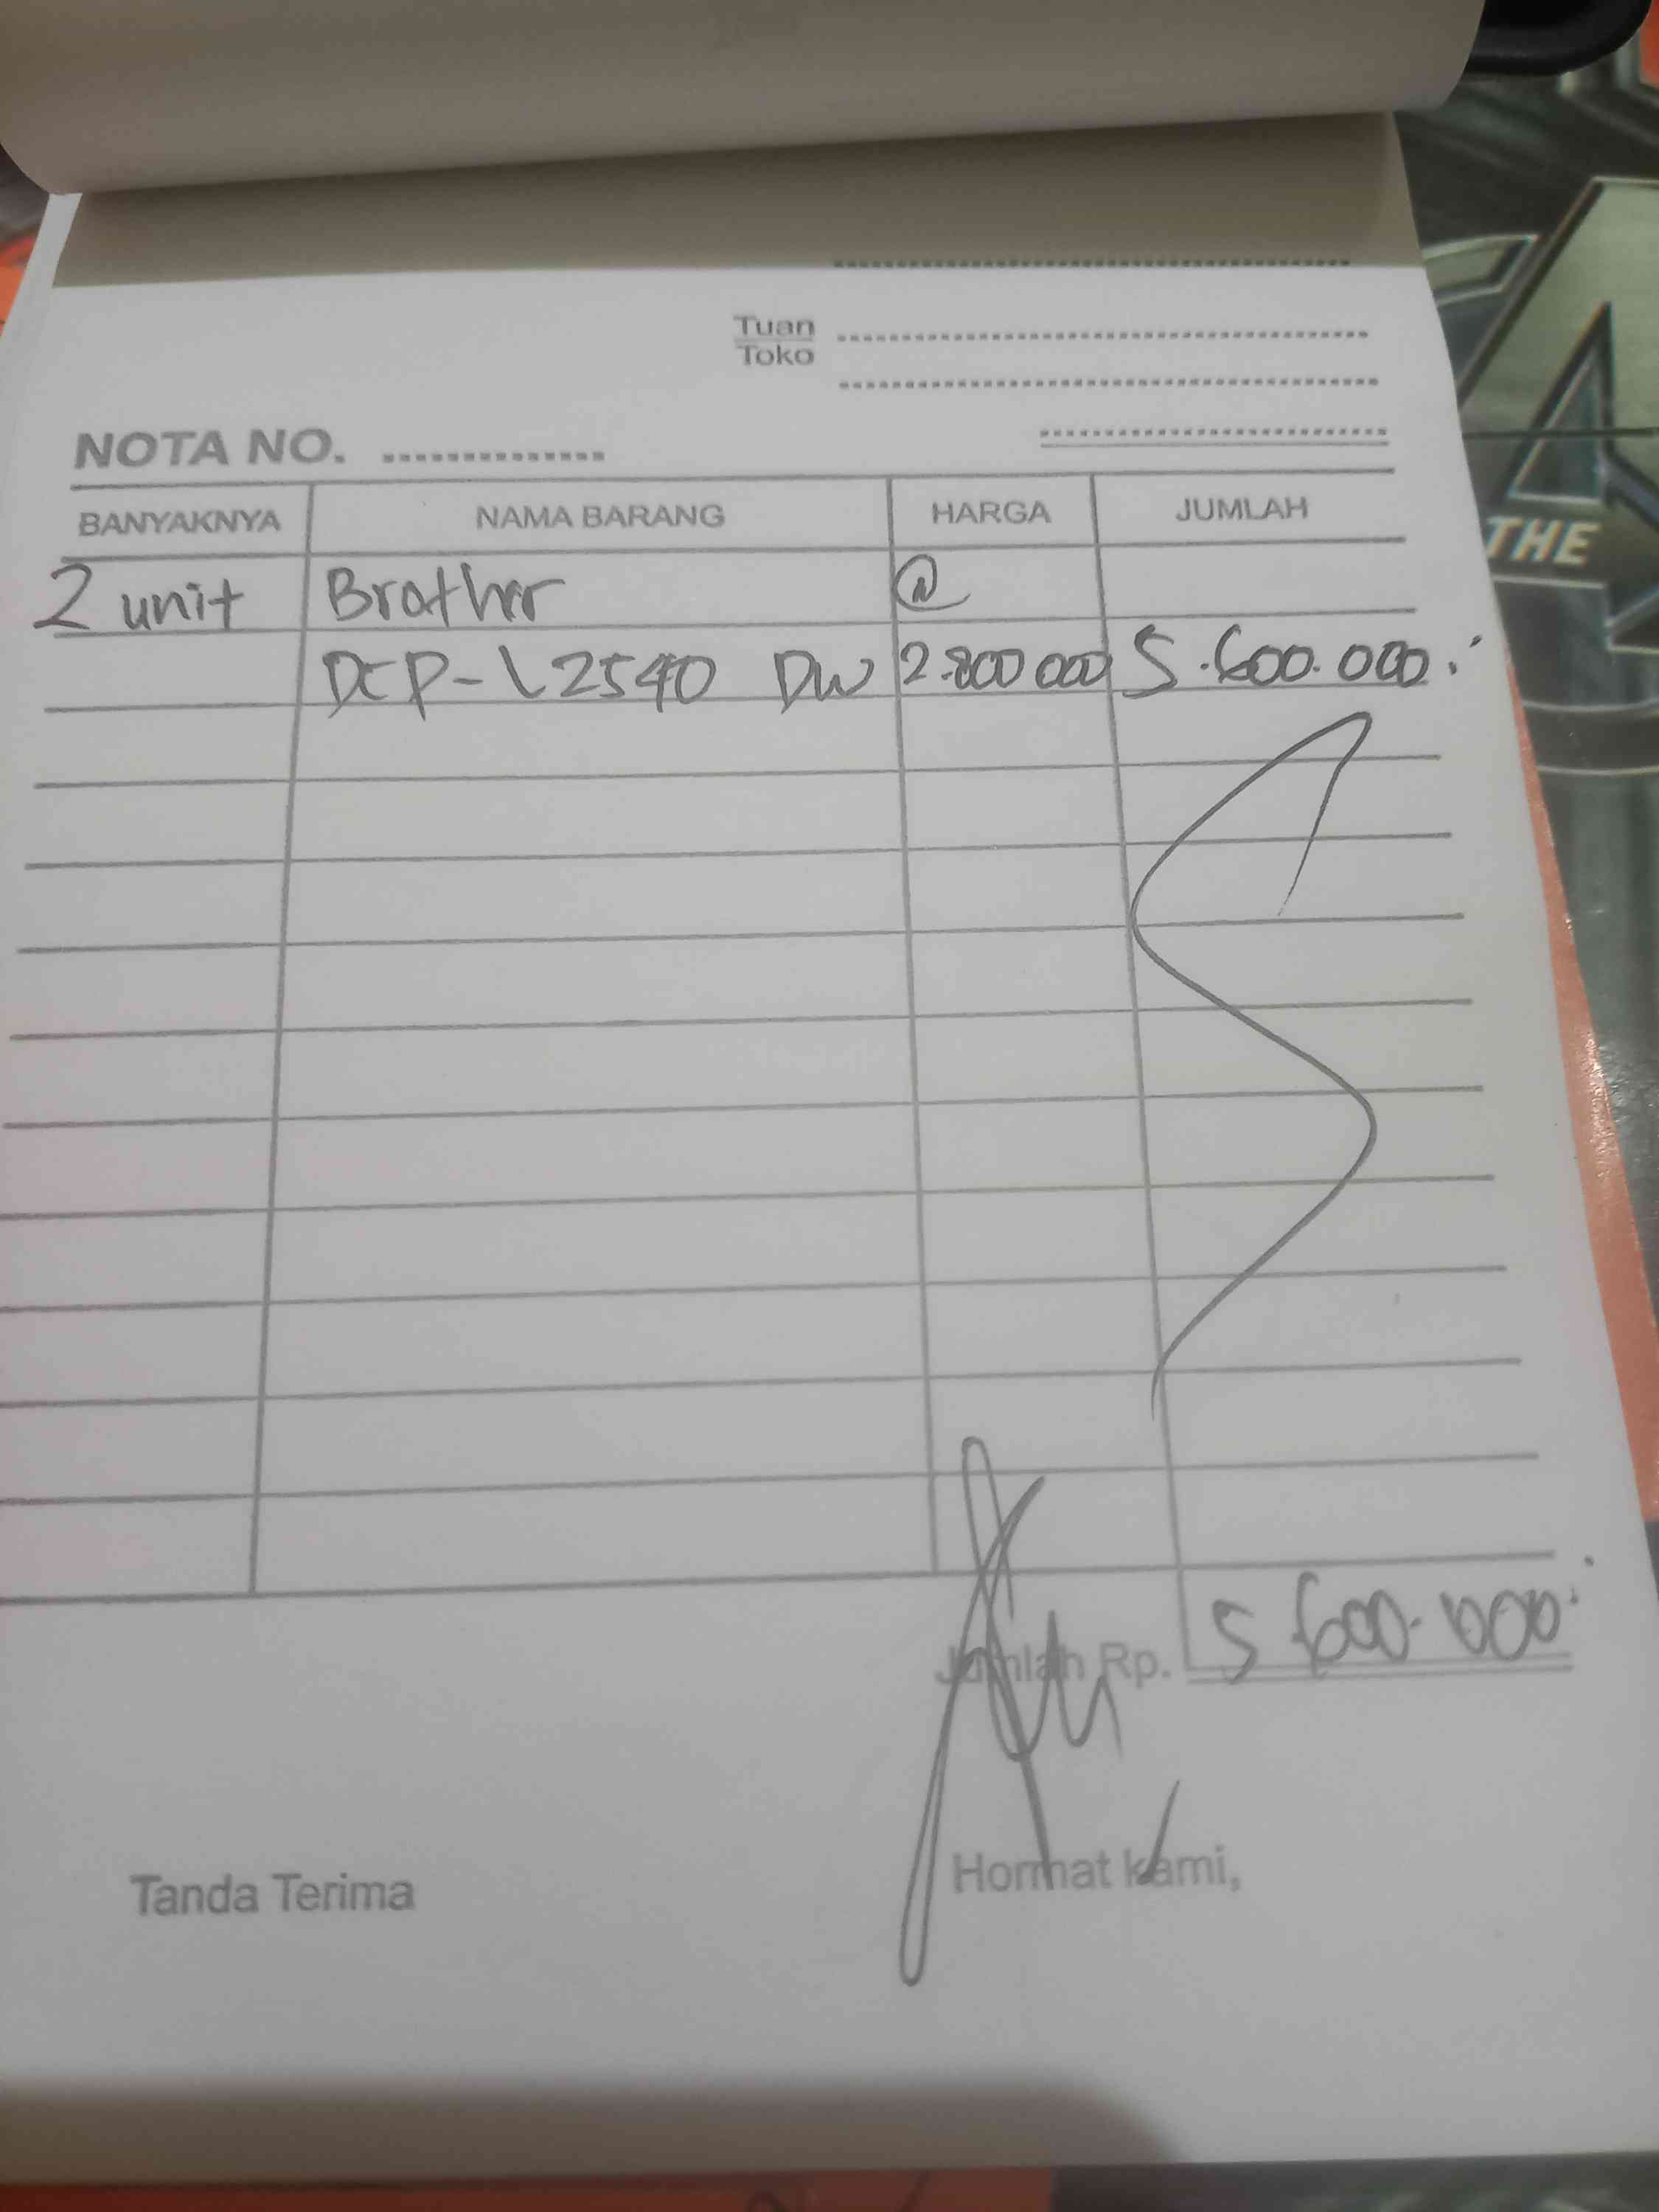 Tuan
Toko
NOTA NO. ..............
BANYAKNYA NAMA BARANG HARGA JUMLAH
2 unit Brother @
DCP-L2540 DW 2.800 000 5.600.000.-
Jumlah Rp. 5.600.000.-
Tanda Terima Hormat kami,
THE